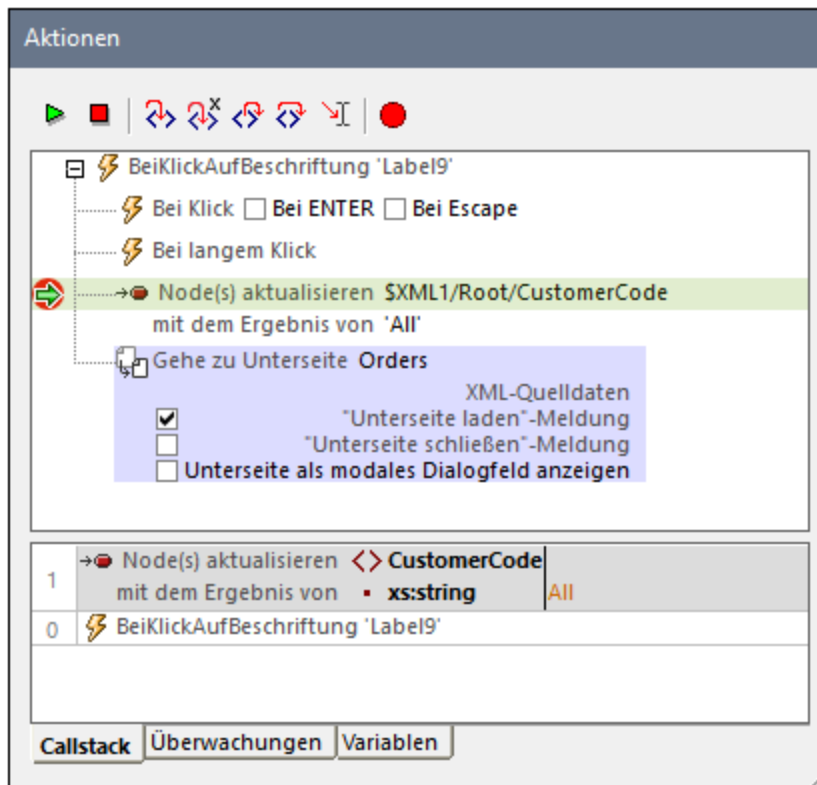 Aktionen
BeiKlickAufBeschriftung 'Label9'
Bei Klick Bei ENTER Bei Escape
Bei langem Klick
Node(s) aktualisieren $XML1/Root/CustomerCode
mit dem Ergebnis von 'All'
Gehe zu Unterseite Orders
XML-Quelldaten
"Unterseite laden"-Meldung
"Unterseite schließen"-Meldung
Unterseite als modales Dialogfeld anzeigen
1 Node(s) aktualisieren <> CustomerCode
mit dem Ergebnis von xs:string All
0 BeiKlickAufBeschriftung 'Label9'
Callstack Überwachungen Variablen